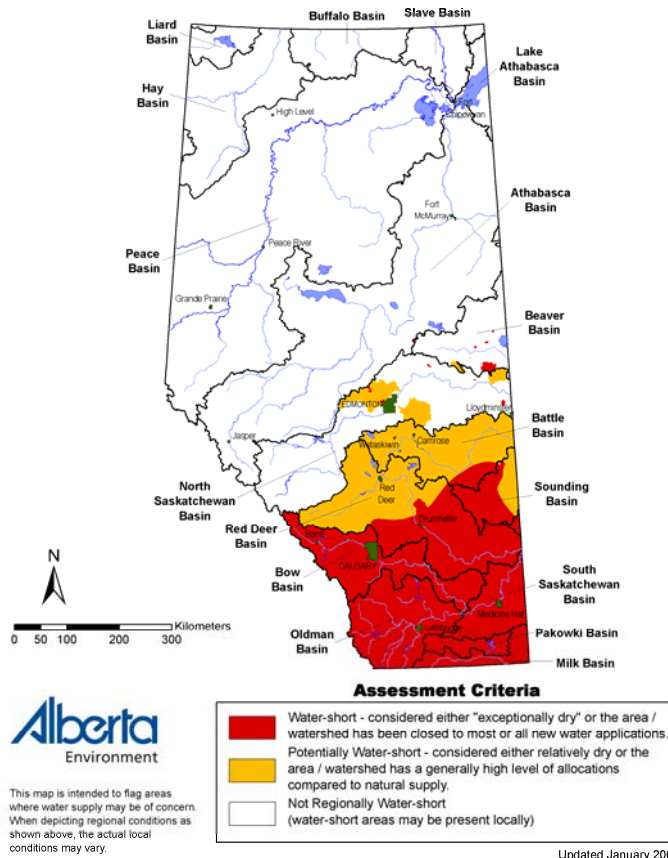 Liard
Basin
Buffalo Basin
Slave Basin
Hay
Basin
Lake
Athabasca
Basin
High Level
Fort
Athabasca
Basin
Fort
McMurray
Peace
Basin
Peace River
Grande Prairie
Beaver
Basin
EDMONTON
Lloydminster
Battle
Basin
Jasper
Wetaskiwin
Camrose
North
Saskatchewan
Basin
Red
Deer
Sounding
Basin
Red Deer
Basin
Drumheller
Banff
Bow
Basin
CALGARY
South
Saskatchewan
Basin
Medicine Hat
Oldman
Basin
Pakowki Basin
Milk Basin
N
0 50 100 200 300 Kilometers
Assessment Criteria
Water-short - considered either "exceptionally dry" or the area /
watershed has been closed to most or all new water applications.
Potentially Water-short - considered either relatively dry or the
area / watershed has a generally high level of allocations
compared to natural supply.
Not Regionally Water-short
(water-short areas may be present locally)
Alberta
Environment
This map is intended to flag areas
where water supply may be of concern.
When depicting regional conditions as
shown above, the actual local
conditions may vary.
Updated January 200